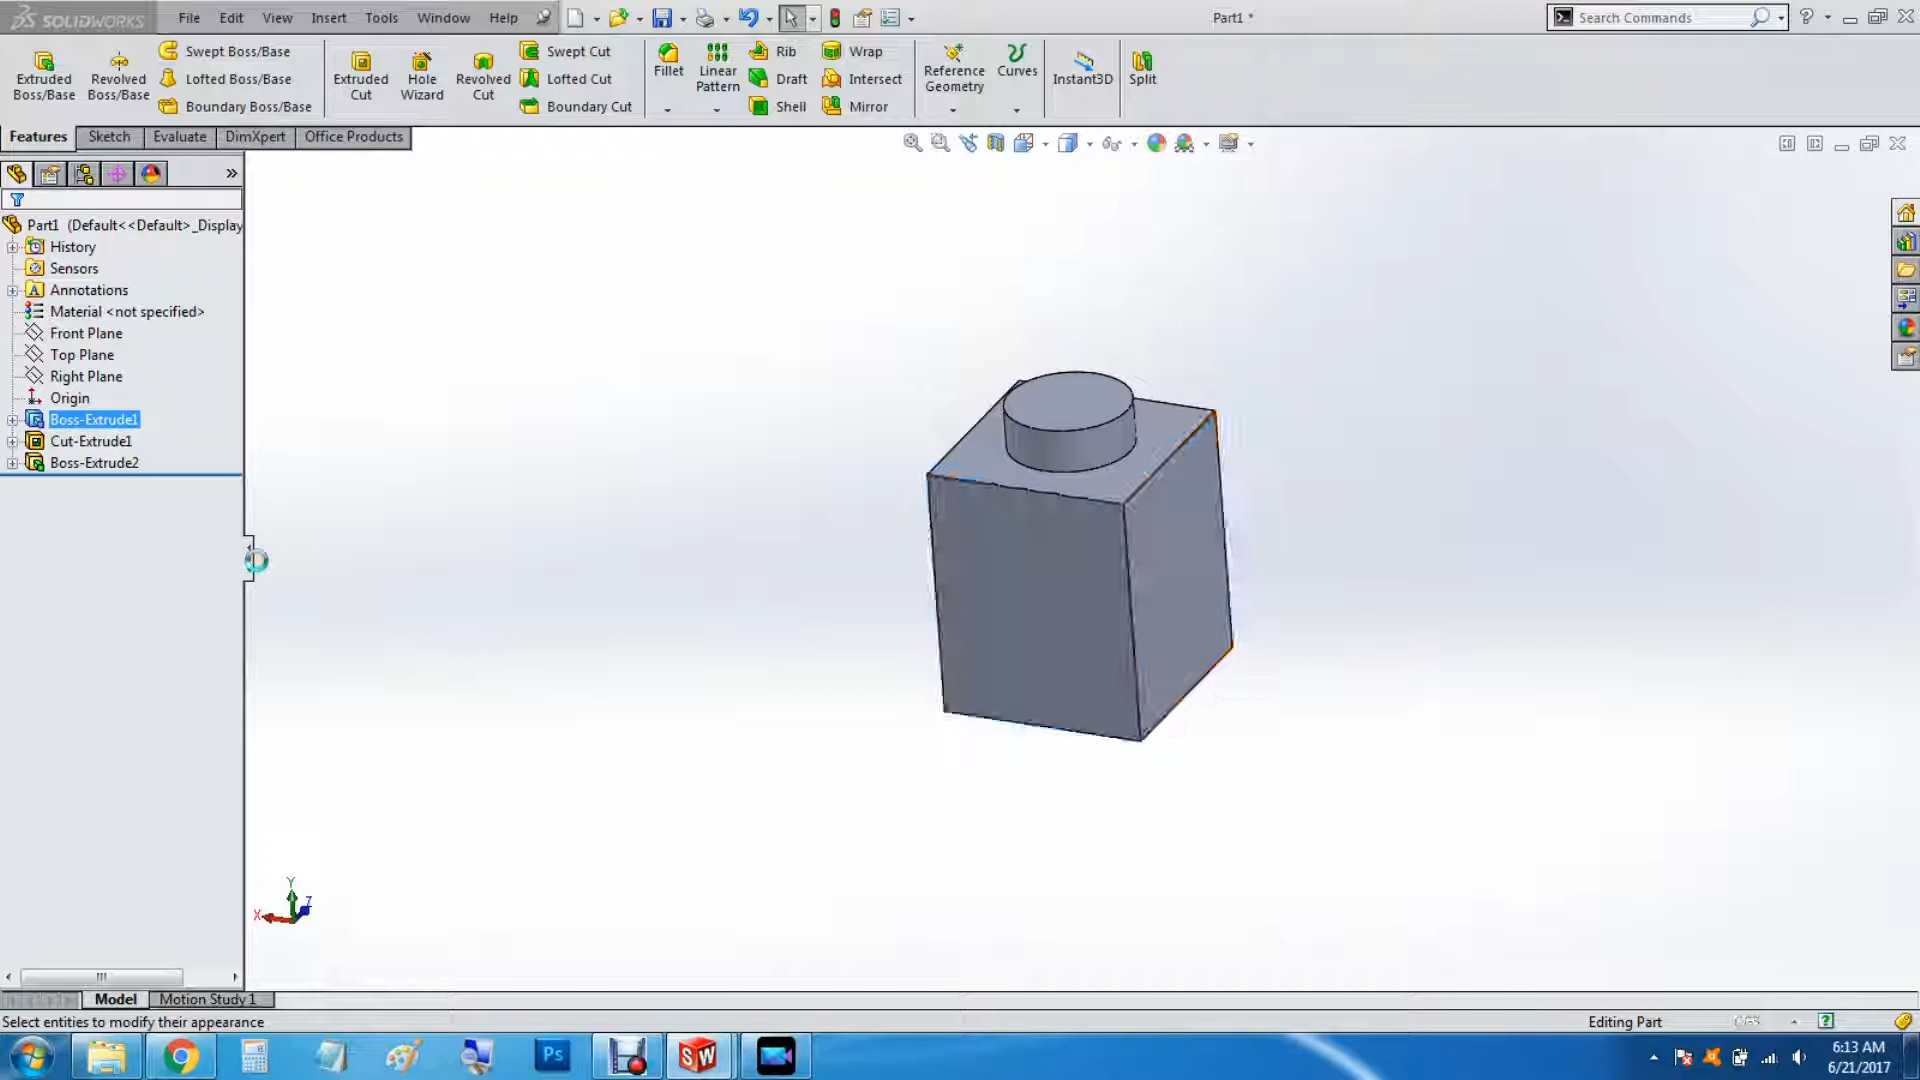 SOLIDWORKS File Edit View Insert Tools Window Help Part1 * Search Commands
Extruded Boss/Base
Revolved Boss/Base
Swept Boss/Base
Lofted Boss/Base
Boundary Boss/Base
Extruded Cut
Hole Wizard
Revolved Cut
Swept Cut
Lofted Cut
Boundary Cut
Fillet
Linear Pattern
Rib
Draft
Shell
Wrap
Intersect
Mirror
Reference Geometry
Curves
Instant3D
Split
Features Sketch Evaluate DimXpert Office Products
Part1 (Default<<Default>_Display
History
Sensors
Annotations
Material <not specified>
Front Plane
Top Plane
Right Plane
Origin
Boss-Extrude1
Cut-Extrude1
Boss-Extrude2
Y
X
Z
Model Motion Study 1
Select entities to modify their appearance Editing Part CGS
Ps SW 6:13 AM
6/21/2017